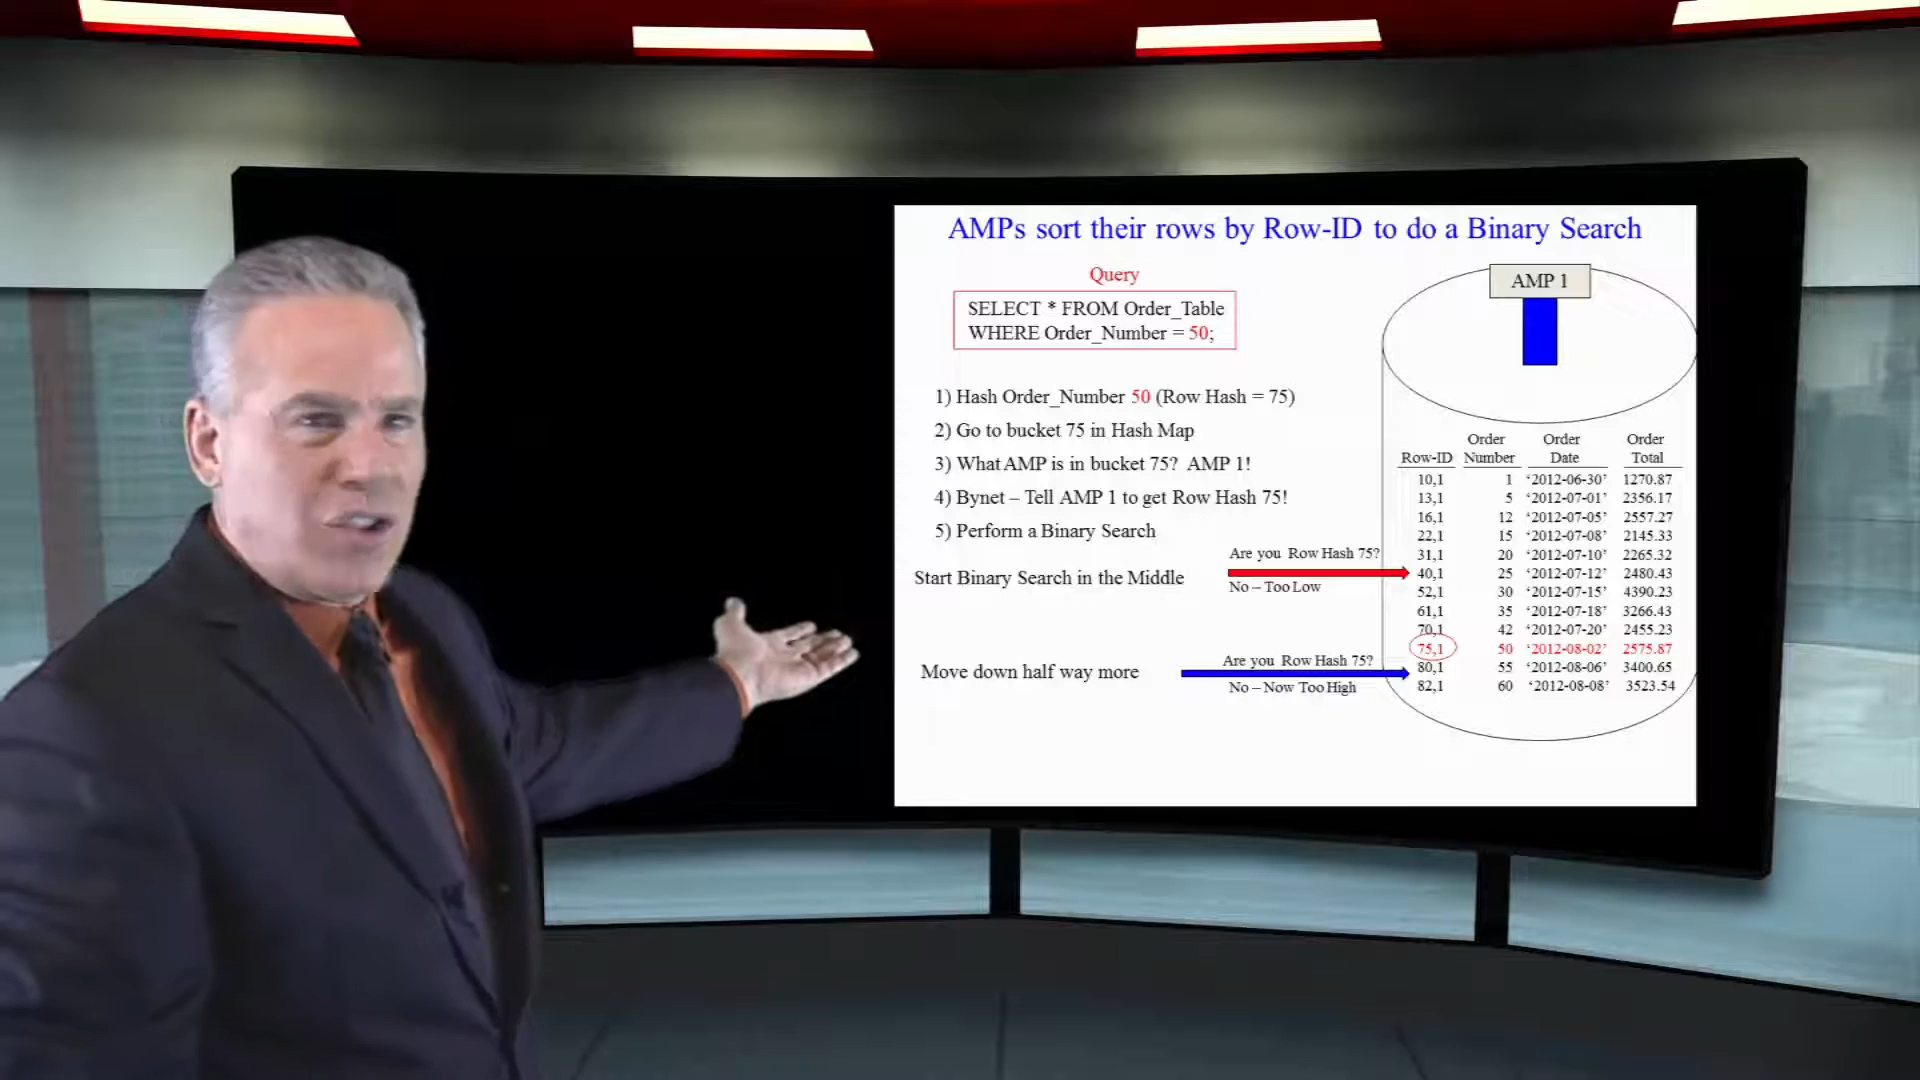 AMPs sort their rows by Row-ID to do a Binary Search
Query
SELECT * FROM Order_Table
WHERE Order_Number = 50;
AMP 1
1) Hash Order_Number 50 (Row Hash = 75)
2) Go to bucket 75 in Hash Map
3) What AMP is in bucket 75? AMP 1!
4) Bynet – Tell AMP 1 to get Row Hash 75!
5) Perform a Binary Search
Start Binary Search in the Middle
Are you Row Hash 75?
No – Too Low
Move down half way more
Are you Row Hash 75?
No – Now Too High
Row-ID Order Number Order Date Order Total
10,1 1 ‘2012-06-30’ 1270.87
13,1 5 ‘2012-07-01’ 2356.17
16,1 12 ‘2012-07-05’ 2557.27
22,1 15 ‘2012-07-08’ 2145.33
31,1 20 ‘2012-07-10’ 2265.32
40,1 25 ‘2012-07-12’ 2480.43
52,1 30 ‘2012-07-15’ 4390.23
61,1 35 ‘2012-07-18’ 3266.43
70,1 42 ‘2012-07-20’ 2455.23
75,1 50 ‘2012-08-02’ 2575.87
80,1 55 ‘2012-08-06’ 3400.65
82,1 60 ‘2012-08-08’ 3523.54